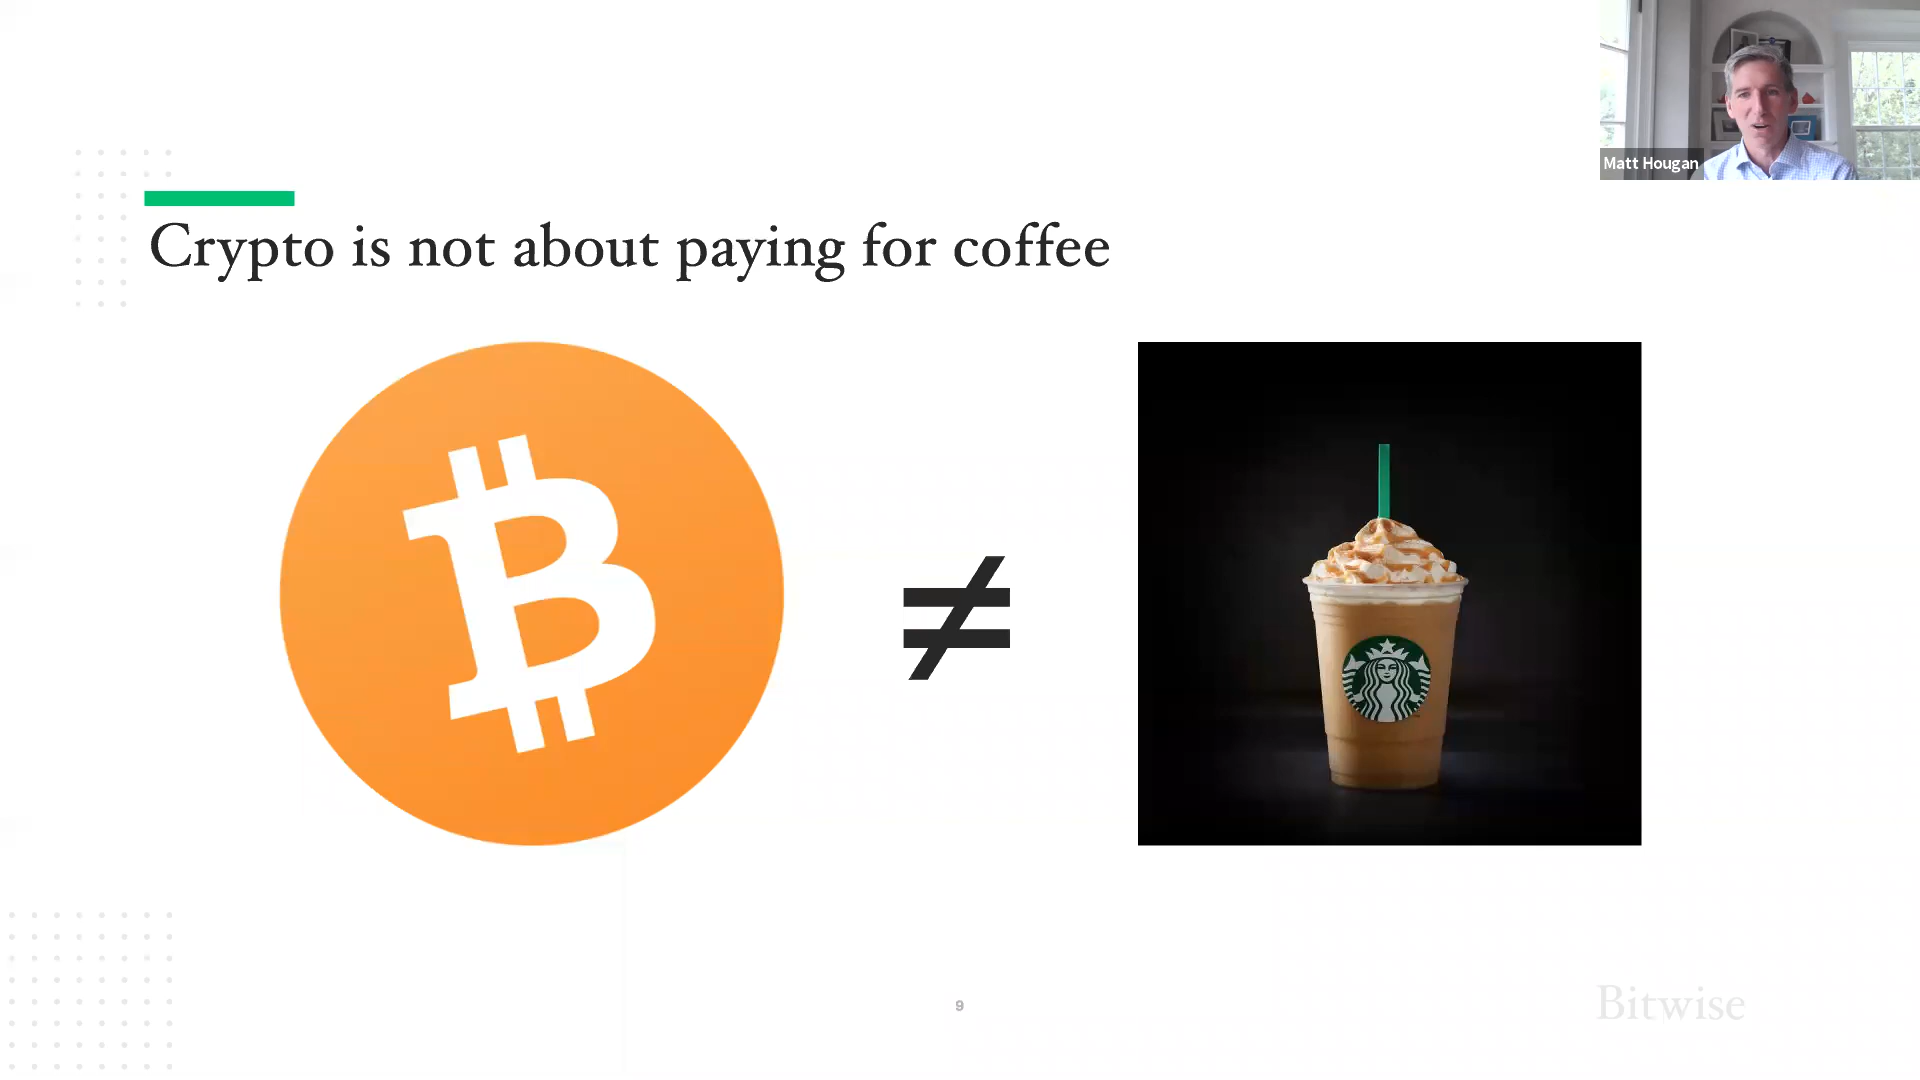 Matt Hougan
Crypto is not about paying for coffee
≠
9
Bitwise